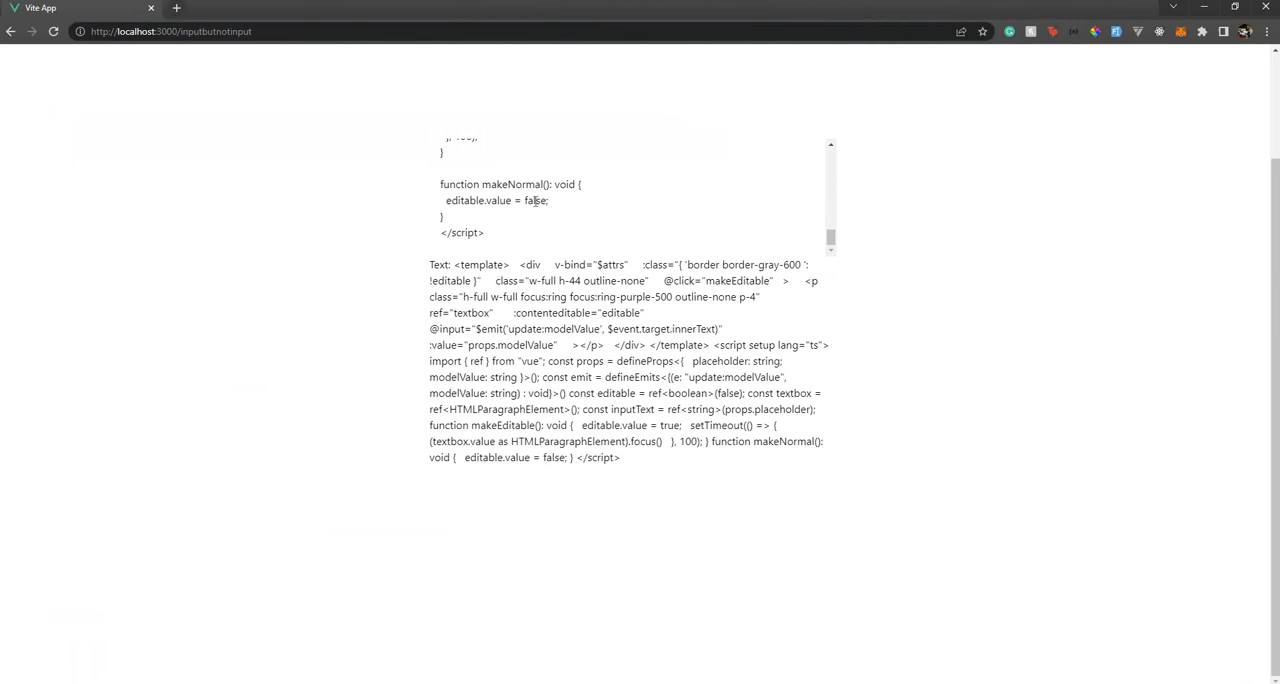 Vite App
http://localhost:3000/inputbutnotinput
}
function makeNormal(): void {
editable.value = false;
}
</script>
Text: <template> <div v-bind="$attrs" :class="{ 'border border-gray-600 ':
!editable }" class="w-full h-44 outline-none" @click="makeEditable" > <p
class="h-full w-full focus:ring focus:ring-purple-500 outline-none p-4"
ref="textbox" :contenteditable="editable"
@input="$emit('update:modelValue', $event.target.innerText)"
:value="props.modelValue" ></p> </div> </template> <script setup lang="ts">
import { ref } from "vue"; const props = defineProps<{ placeholder: string;
modelValue: string }>(); const emit = defineEmits<{(e: "update:modelValue",
modelValue: string) : void}>() const editable = ref<boolean>(false); const textbox =
ref<HTMLParagraphElement>(); const inputText = ref<string>(props.placeholder);
function makeEditable(): void { editable.value = true; setTimeout(() => {
(textbox.value as HTMLParagraphElement).focus() }, 100); } function makeNormal():
void { editable.value = false; } </script>